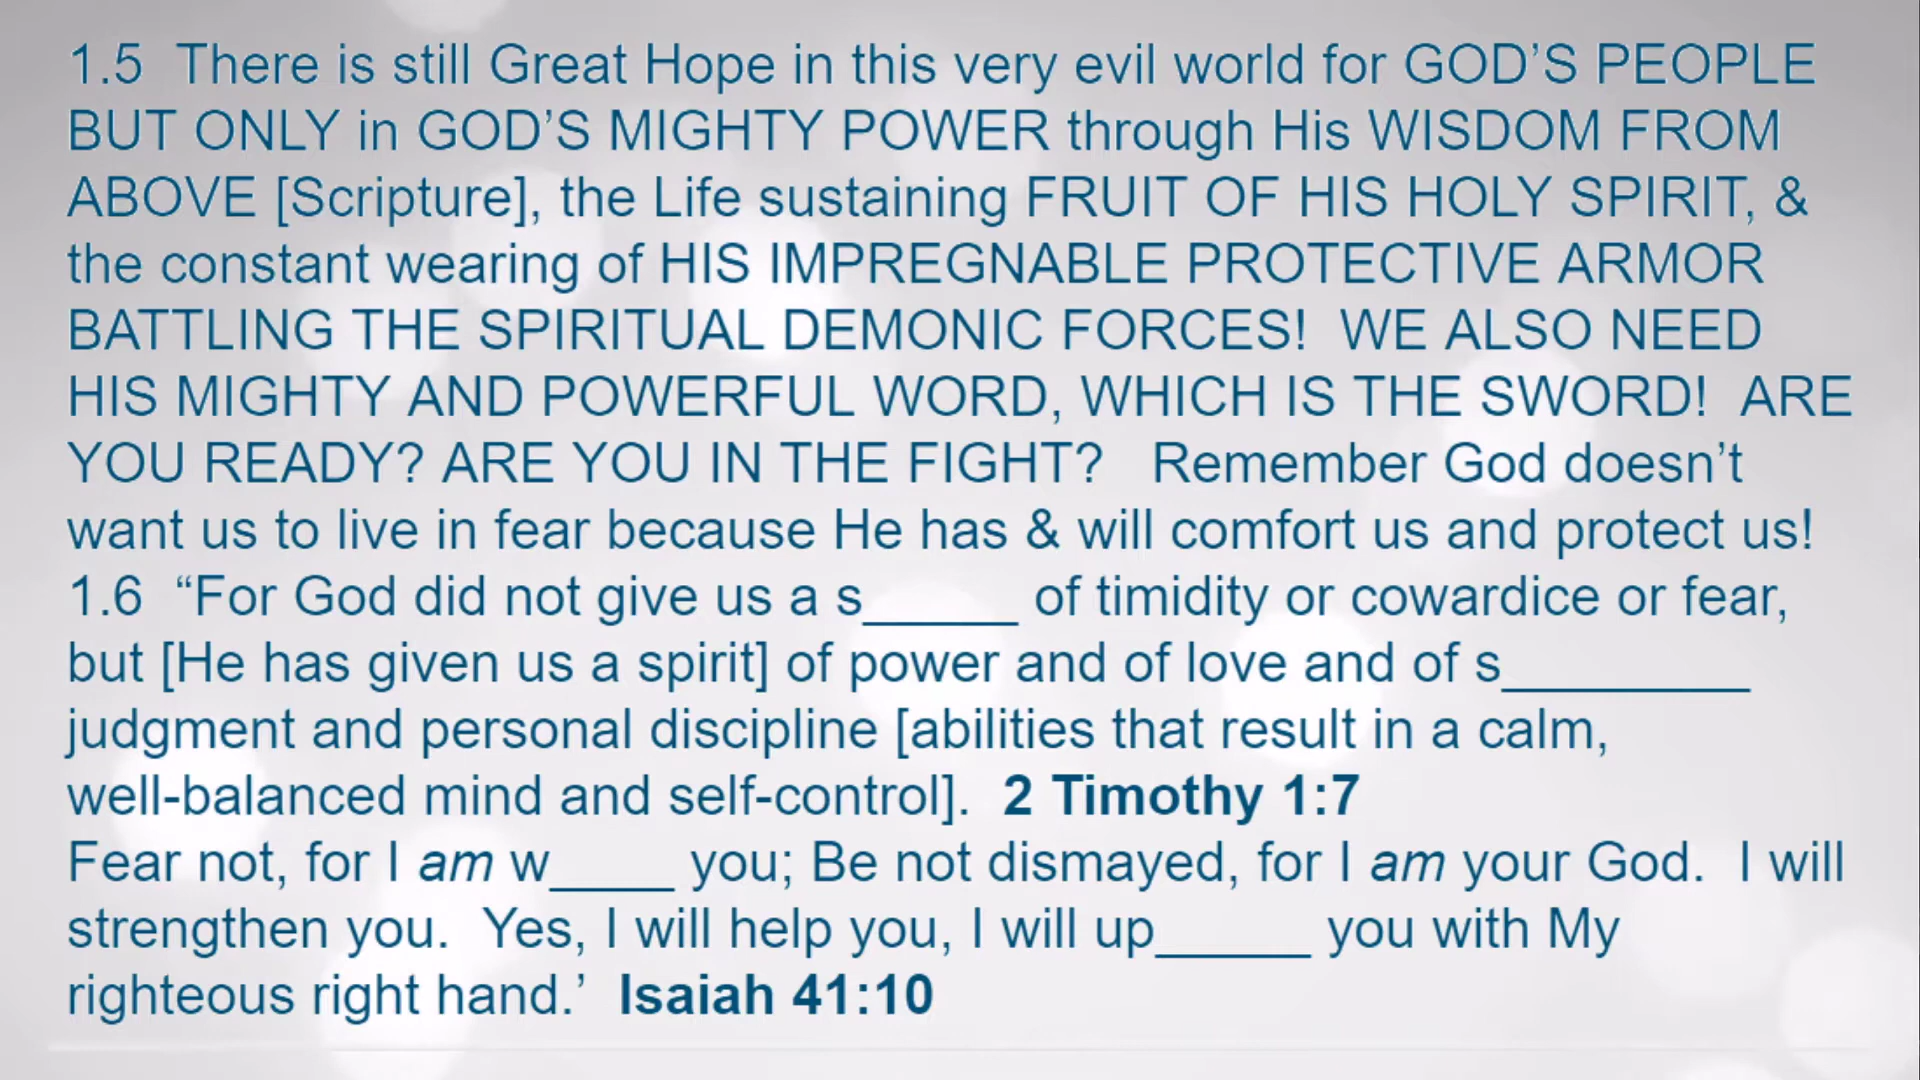 1.5  There is still Great Hope in this very evil world for GOD’S PEOPLE
BUT ONLY in GOD’S MIGHTY POWER through His WISDOM FROM
ABOVE [Scripture], the Life sustaining FRUIT OF HIS HOLY SPIRIT, &
the constant wearing of HIS IMPREGNABLE PROTECTIVE ARMOR
BATTLING THE SPIRITUAL DEMONIC FORCES!  WE ALSO NEED
HIS MIGHTY AND POWERFUL WORD, WHICH IS THE SWORD!  ARE
YOU READY? ARE YOU IN THE FIGHT?   Remember God doesn’t
want us to live in fear because He has & will comfort us and protect us!
1.6  “For God did not give us a s_____ of timidity or cowardice or fear,
but [He has given us a spirit] of power and of love and of s________
judgment and personal discipline [abilities that result in a calm,
well-balanced mind and self-control].  2 Timothy 1:7
Fear not, for I am w____ you; Be not dismayed, for I am your God.  I will
strengthen you.  Yes, I will help you, I will up_____ you with My
righteous right hand.’  Isaiah 41:10